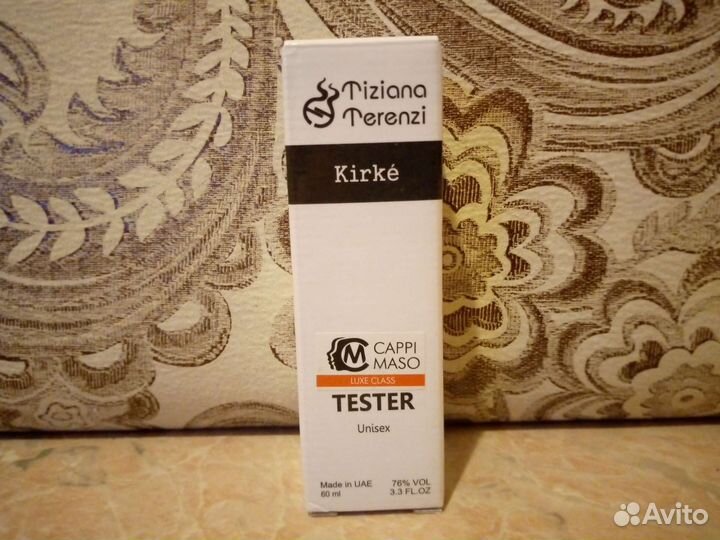 Tiziana
Terenzi
Kirké
CM CAPPI
MASO
LUXE CLASS
TESTER
Unisex
Made in UAE 76% VOL
60 ml 3.3 FL.OZ
Avito